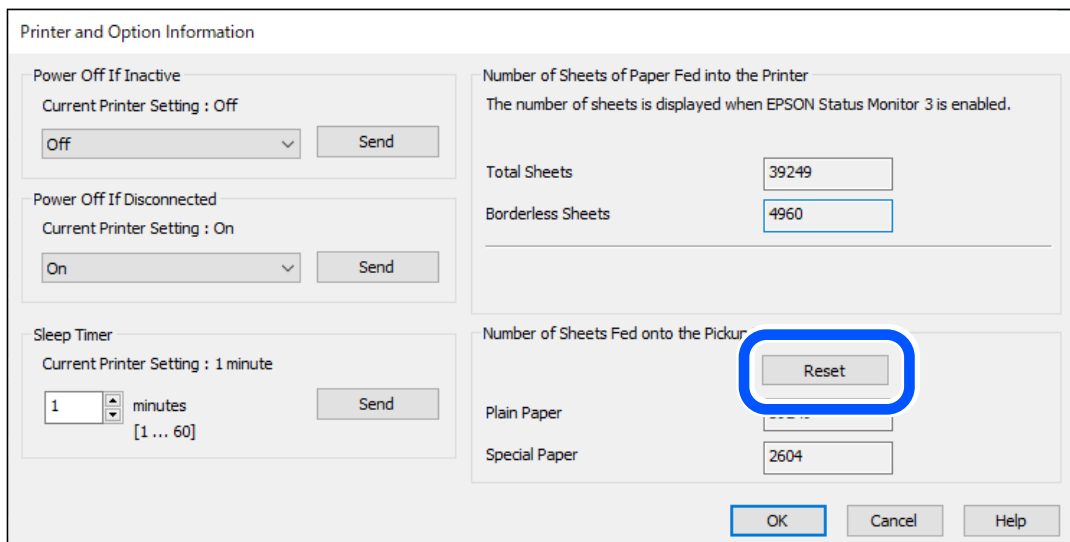 Printer and Option Information
Power Off If Inactive
Current Printer Setting : Off
Off
Send
Power Off If Disconnected
Current Printer Setting : On
On
Send
Sleep Timer
Current Printer Setting : 1 minute
1
minutes
Send
[1 ... 60]
Number of Sheets of Paper Fed into the Printer
The number of sheets is displayed when EPSON Status Monitor 3 is enabled.
Total Sheets
39249
Borderless Sheets
4960
Number of Sheets Fed onto the Pickup
Reset
Plain Paper
Special Paper
2604
OK
Cancel
Help